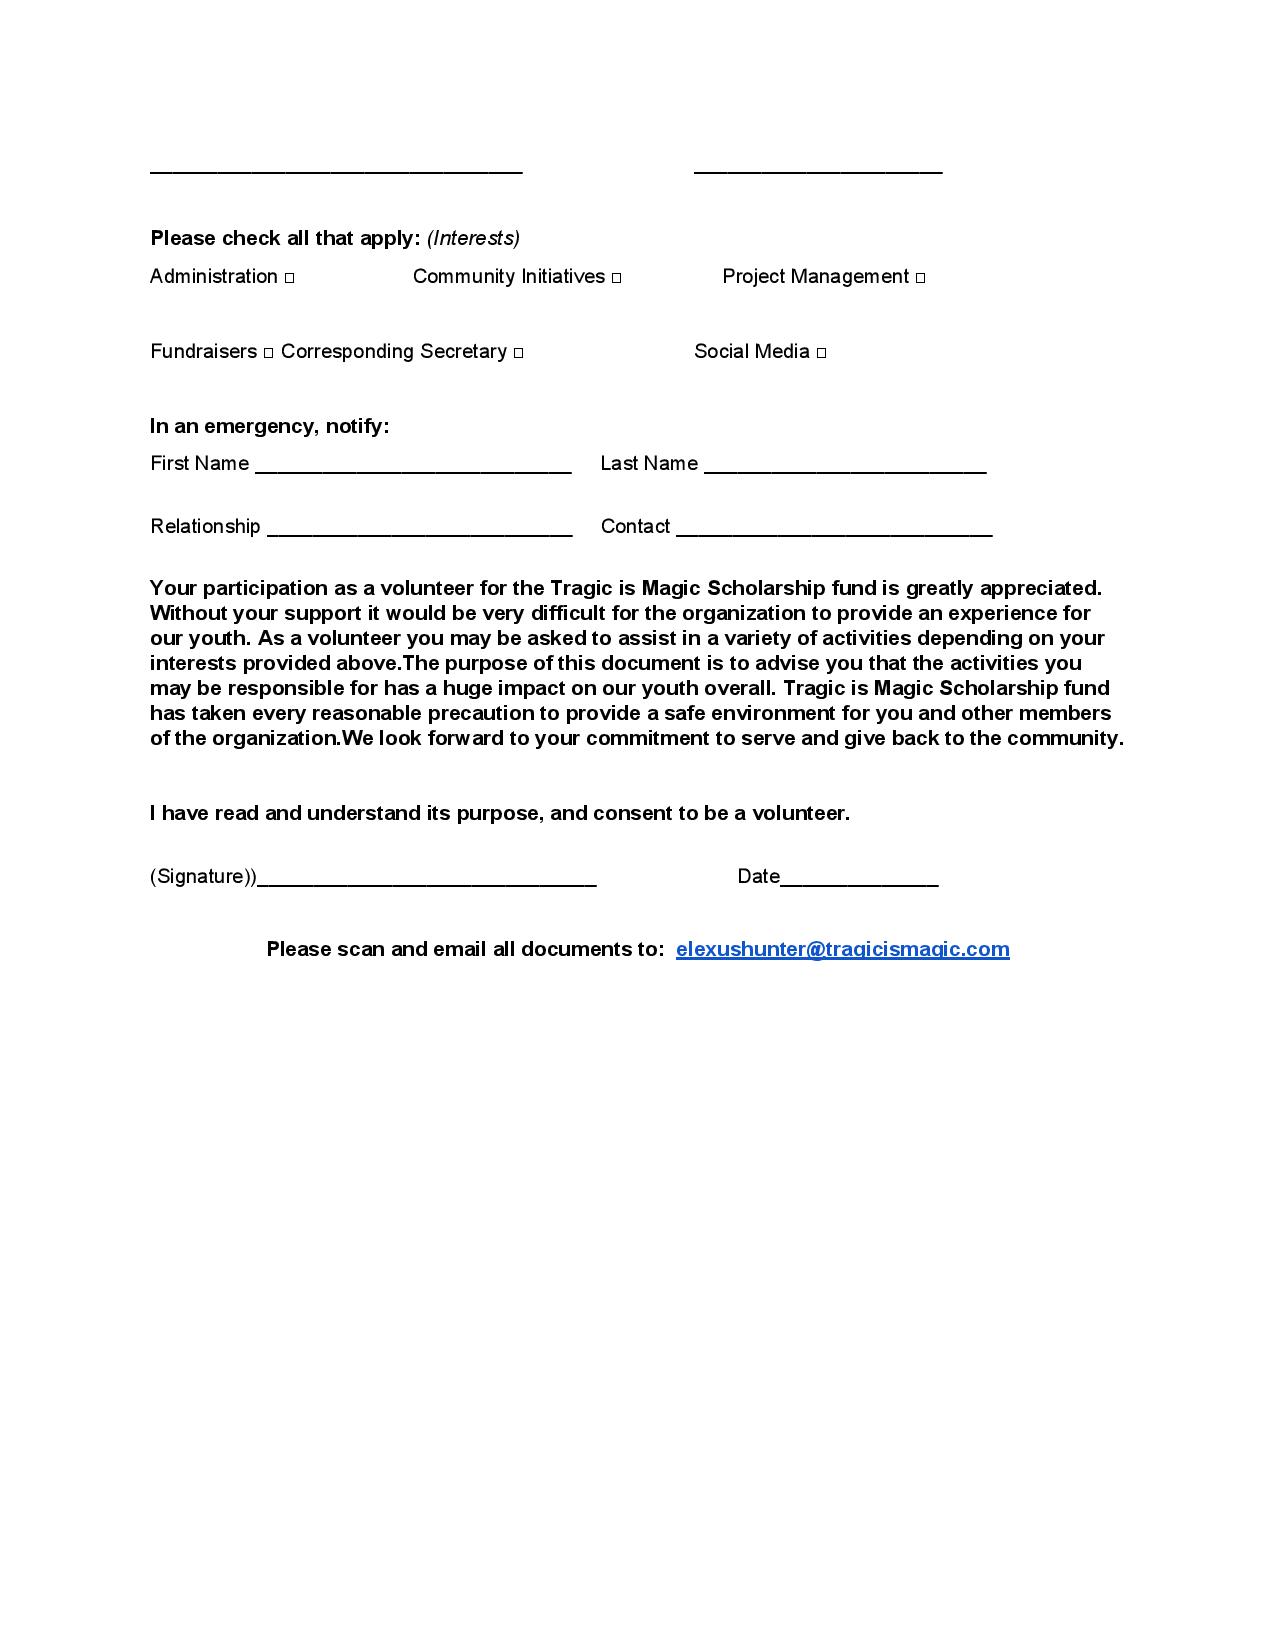 _________________________________ ______________________
Please check all that apply: (Interests)
Administration □ Community Initiatives □ Project Management □
Fundraisers □ Corresponding Secretary □ Social Media □
In an emergency, notify:
First Name ____________________________ Last Name _________________________
Relationship ___________________________ Contact ____________________________
Your participation as a volunteer for the Tragic is Magic Scholarship fund is greatly appreciated.
Without your support it would be very difficult for the organization to provide an experience for
our youth. As a volunteer you may be asked to assist in a variety of activities depending on your
interests provided above.The purpose of this document is to advise you that the activities you
may be responsible for has a huge impact on our youth overall. Tragic is Magic Scholarship fund
has taken every reasonable precaution to provide a safe environment for you and other members
of the organization.We look forward to your commitment to serve and give back to the community.
I have read and understand its purpose, and consent to be a volunteer.
(Signature))______________________________ Date______________
Please scan and email all documents to: elexushunter@tragicismagic.com